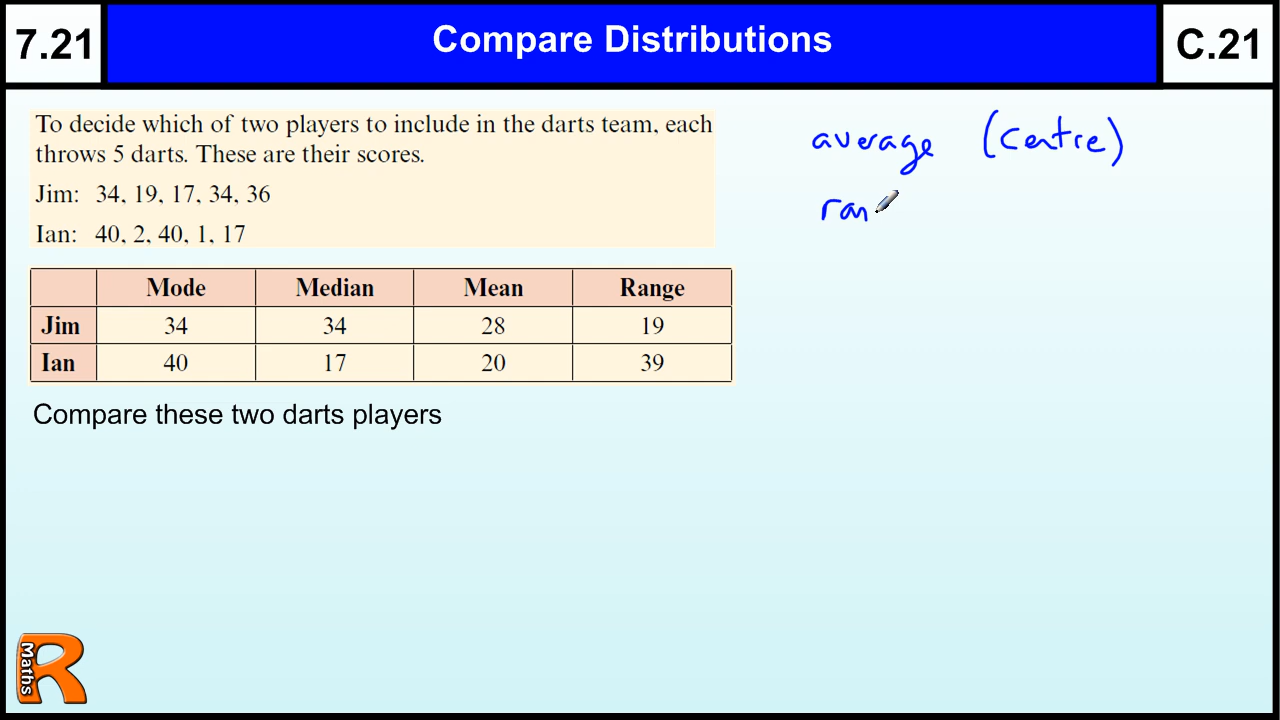 7.21
Compare Distributions
C.21
To decide which of two players to include in the darts team, each
throws 5 darts. These are their scores.
Jim: 34, 19, 17, 34, 36
Ian: 40, 2, 40, 1, 17
Mode Median Mean Range
Jim 34 34 28 19
Ian 40 17 20 39
Compare these two darts players
average (centre)
ran
R Maths